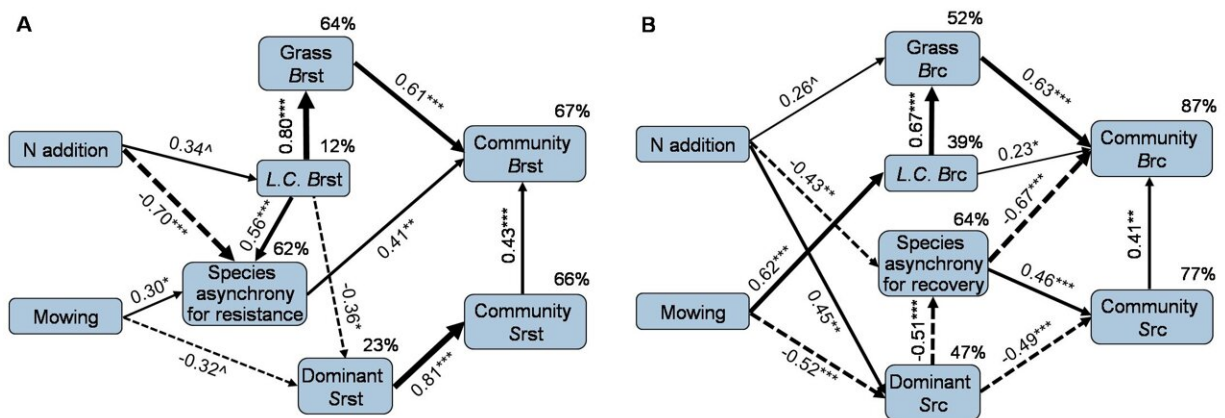 A
64%
Grass
Brst
0.61***
67%
Community
Brst
N addition
0.34^
0.80***
12%
L.C. Brst
-0.70***
0.56***
62%
Species
asynchrony
for resistance
0.41**
0.43***
Mowing
0.30*
-0.32^
-0.36*
23%
Dominant
Srst
0.81***
66%
Community
Srst
B
52%
Grass
Brc
0.26^
0.63***
87%
Community
Brc
N addition
0.67***
39%
L.C. Brc
0.23*
-0.43**
-0.67***
64%
Species
asynchrony
for recovery
0.62***
0.45**
0.46***
0.41**
Mowing
-0.52***
-0.51***
47%
Dominant
Src
-0.49***
77%
Community
Src